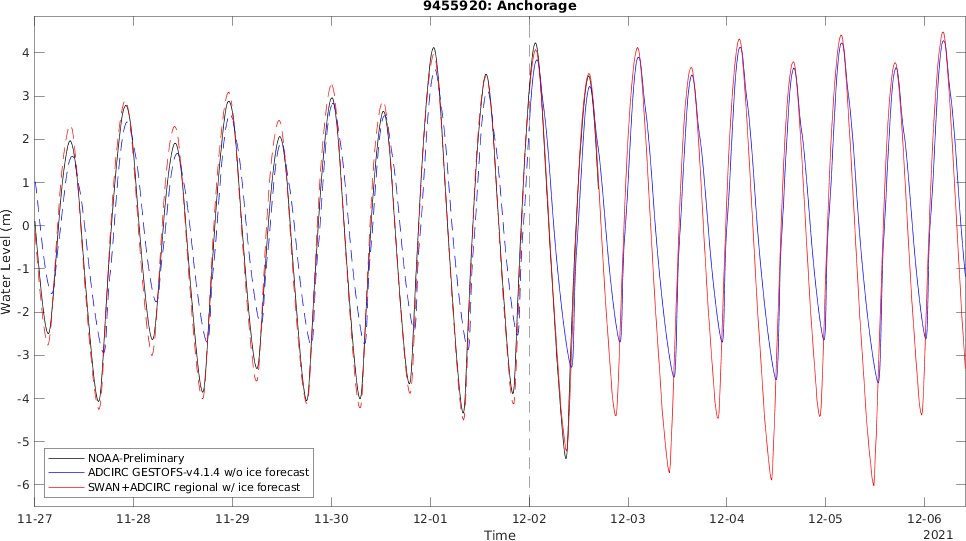 9455920: Anchorage
Water Level (m)
4
3
2
1
0
-1
-2
-3
-4
-5
-6
NOAA-Preliminary
ADCIRC GESTOFS-v4.1.4 w/o ice forecast
SWAN+ADCIRC regional w/ ice forecast
11-27 11-28 11-29 11-30 12-01 12-02 12-03 12-04 12-05 12-06
Time
2021